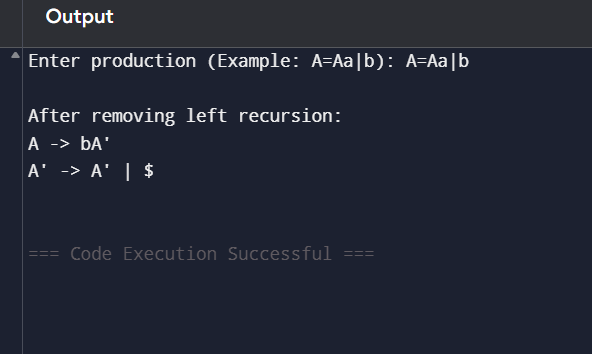 Output
Enter production (Example: A=Aa|b): A=Aa|b
After removing left recursion:
A -> bA'
A' -> A' | $
=== Code Execution Successful ===